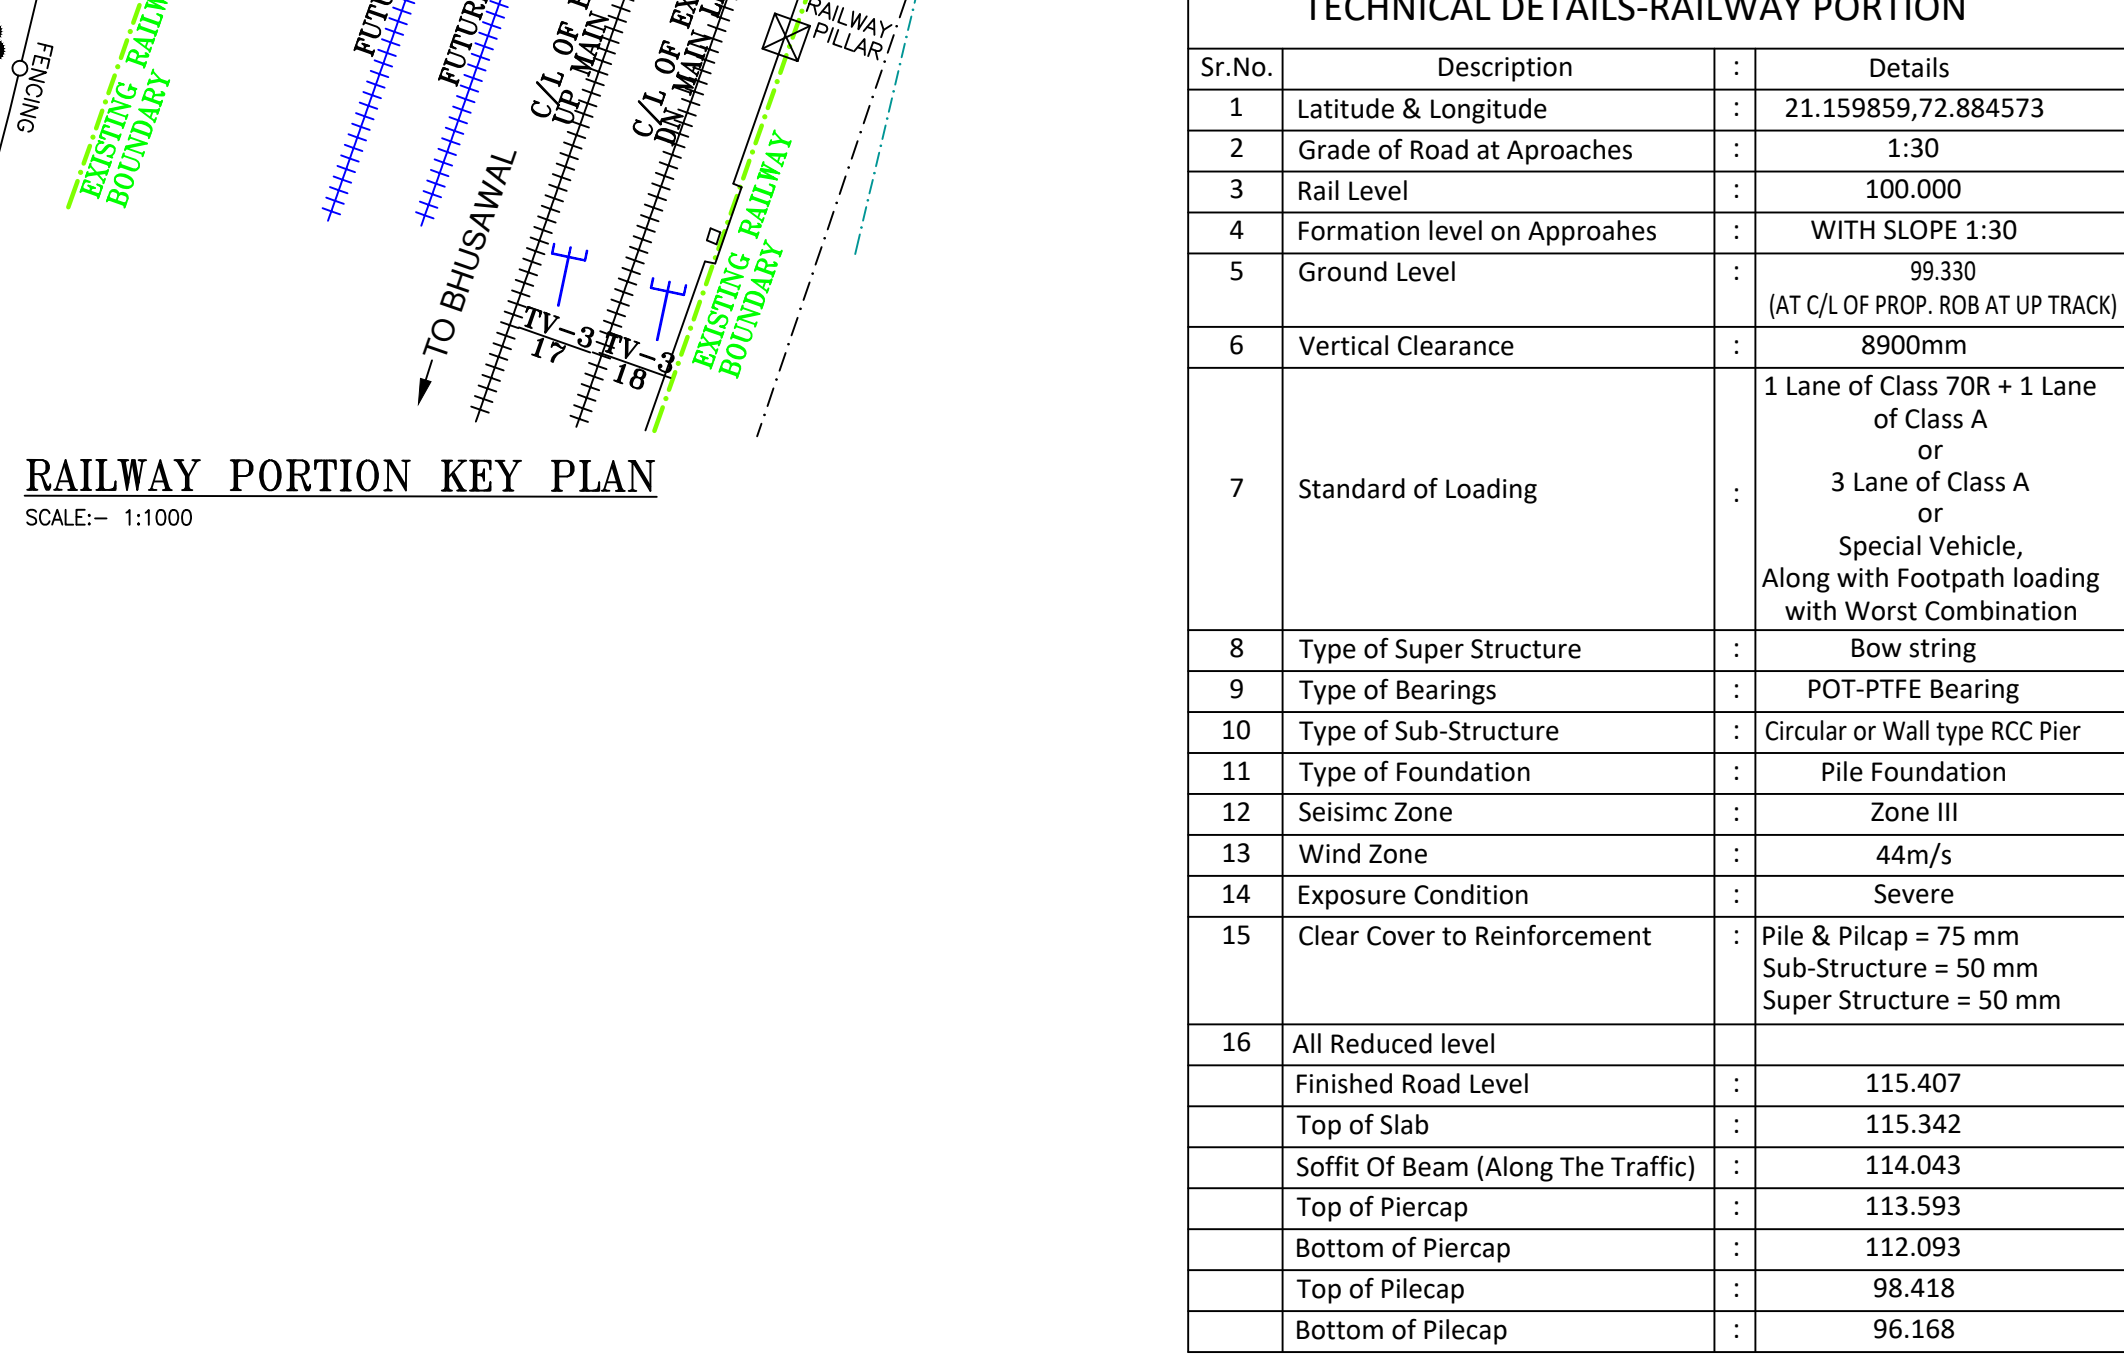 FENCING
EXISTING RAILW
BOUNDARY
FUTU
FUTUR
C/L OF E
UP MAIN
C/L OF EX
DN MAIN L
RAILWAY
PILLAR
EXISTING RAILWAY
BOUNDARY
TO BHUSAWAL
TV-3
17
TV-3
18
RAILWAY PORTION KEY PLAN
SCALE:- 1:1000
TECHNICAL DETAILS-RAILWAY PORTION
Sr.No. Description : Details
1 Latitude & Longitude : 21.159859,72.884573
2 Grade of Road at Aproaches : 1:30
3 Rail Level : 100.000
4 Formation level on Approahes : WITH SLOPE 1:30
5 Ground Level : 99.330
(AT C/L OF PROP. ROB AT UP TRACK)
6 Vertical Clearance : 8900mm
7 Standard of Loading : 1 Lane of Class 70R + 1 Lane
of Class A
or
3 Lane of Class A
or
Special Vehicle,
Along with Footpath loading
with Worst Combination
8 Type of Super Structure : Bow string
9 Type of Bearings : POT-PTFE Bearing
10 Type of Sub-Structure : Circular or Wall type RCC Pier
11 Type of Foundation : Pile Foundation
12 Seisimc Zone : Zone III
13 Wind Zone : 44m/s
14 Exposure Condition : Severe
15 Clear Cover to Reinforcement : Pile & Pilcap = 75 mm
Sub-Structure = 50 mm
Super Structure = 50 mm
16 All Reduced level
Finished Road Level : 115.407
Top of Slab : 115.342
Soffit Of Beam (Along The Traffic) : 114.043
Top of Piercap : 113.593
Bottom of Piercap : 112.093
Top of Pilecap : 98.418
Bottom of Pilecap : 96.168